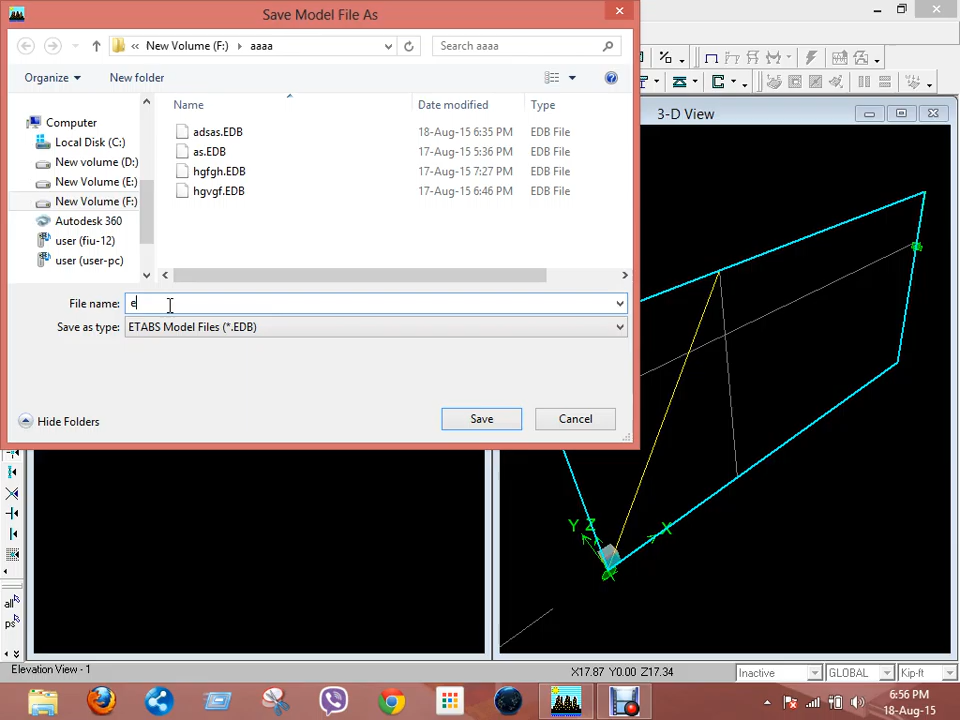 Save Model File As
« New Volume (F:) aaaa
Search aaaa
Organize
New folder
Name
Date modified
Type
Computer
Local Disk (C:)
New volume (D:)
New Volume (E:)
New Volume (F:)
Autodesk 360
user (fiu-12)
user (user-pc)
adsas.EDB 18-Aug-15 6:35 PM EDB File
as.EDB 17-Aug-15 5:36 PM EDB File
hgfgh.EDB 17-Aug-15 7:27 PM EDB File
hgvgf.EDB 17-Aug-15 6:46 PM EDB File
File name: e
Save as type: ETABS Model Files (*.EDB)
Hide Folders
Save
Cancel
3-D View
Y Z X
all
ps
Elevation View - 1
X17.87 Y0.00 Z17.34
Inactive
GLOBAL
Kip-ft
6:56 PM
18-Aug-15